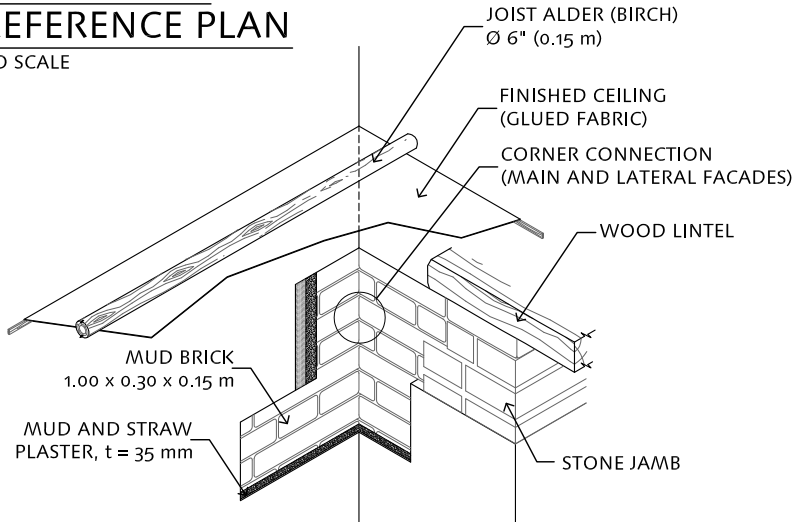 EFERENCE PLAN
O SCALE
JOIST ALDER (BIRCH)
Ø 6" (0.15 m)
FINISHED CEILING
(GLUED FABRIC)
CORNER CONNECTION
(MAIN AND LATERAL FACADES)
WOOD LINTEL
MUD BRICK
1.00 x 0.30 x 0.15 m
MUD AND STRAW
PLASTER, t = 35 mm
STONE JAMB